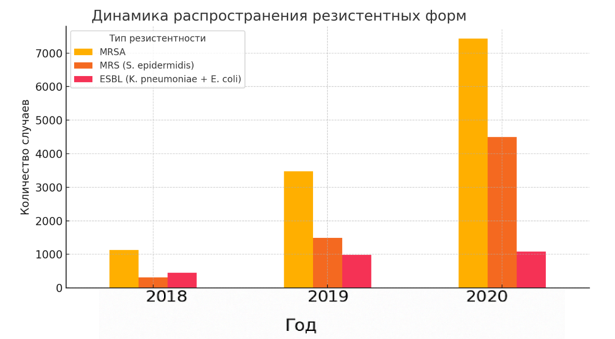 Динамика распространения резистентных форм
Тип резистентности
MRSA
MRS (S. epidermidis)
ESBL (K. pneumoniae + E. coli)
Количество случаев
7000
6000
5000
4000
3000
2000
1000
0
2018 2019 2020
Год